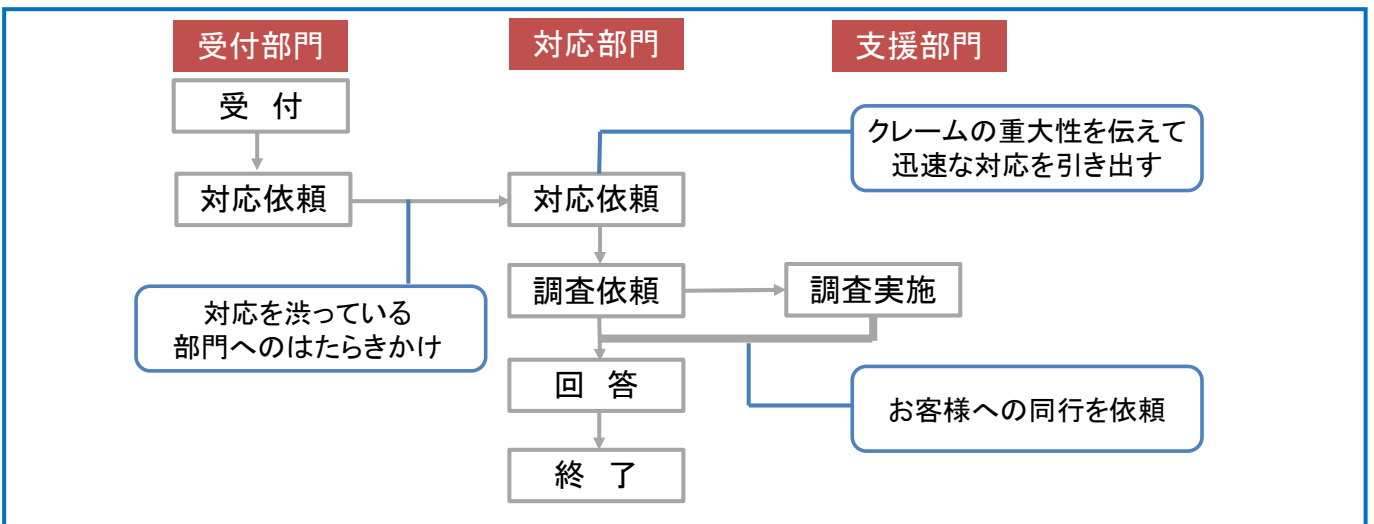 受付部門
対応部門
支援部門
受 付
クレームの重大性を伝えて
迅速な対応を引き出す
対応依頼
対応依頼
調査依頼
調査実施
対応を渋っている
部門へのはたらきかけ
回 答
お客様への同行を依頼
終 了